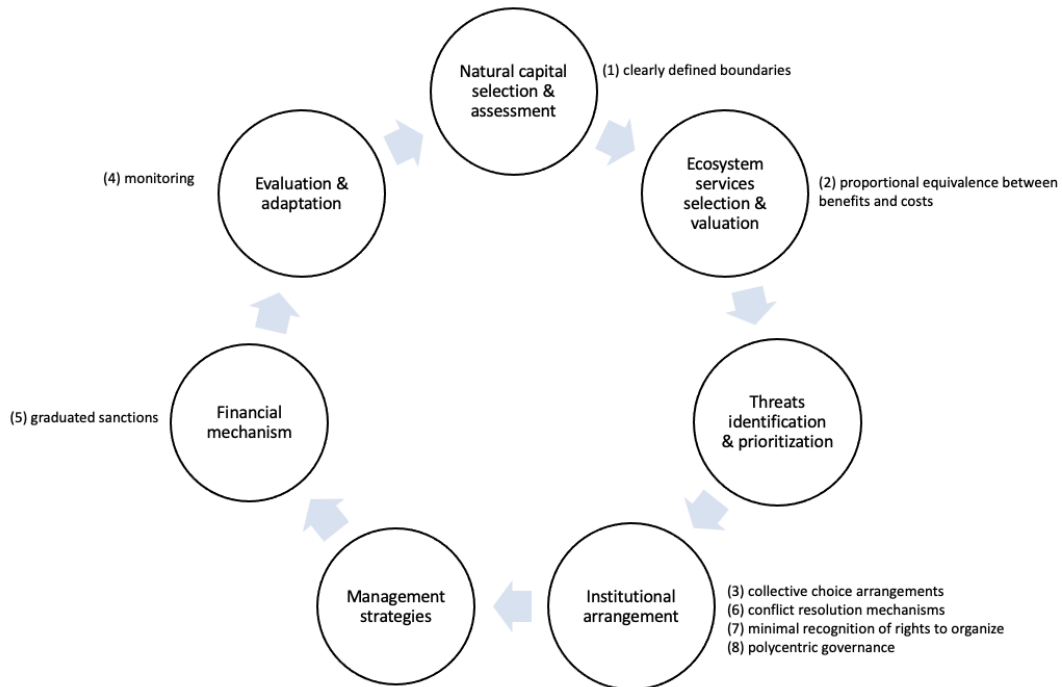 Natural capital
selection &
assessment
(1) clearly defined boundaries
Ecosystem
services
selection &
valuation
(2) proportional equivalence between
benefits and costs
Threats
identification
& prioritization
Institutional
arrangement
(3) collective choice arrangements
(6) conflict resolution mechanisms
(7) minimal recognition of rights to organize
(8) polycentric governance
Management
strategies
Financial
mechanism
(5) graduated sanctions
Evaluation &
adaptation
(4) monitoring